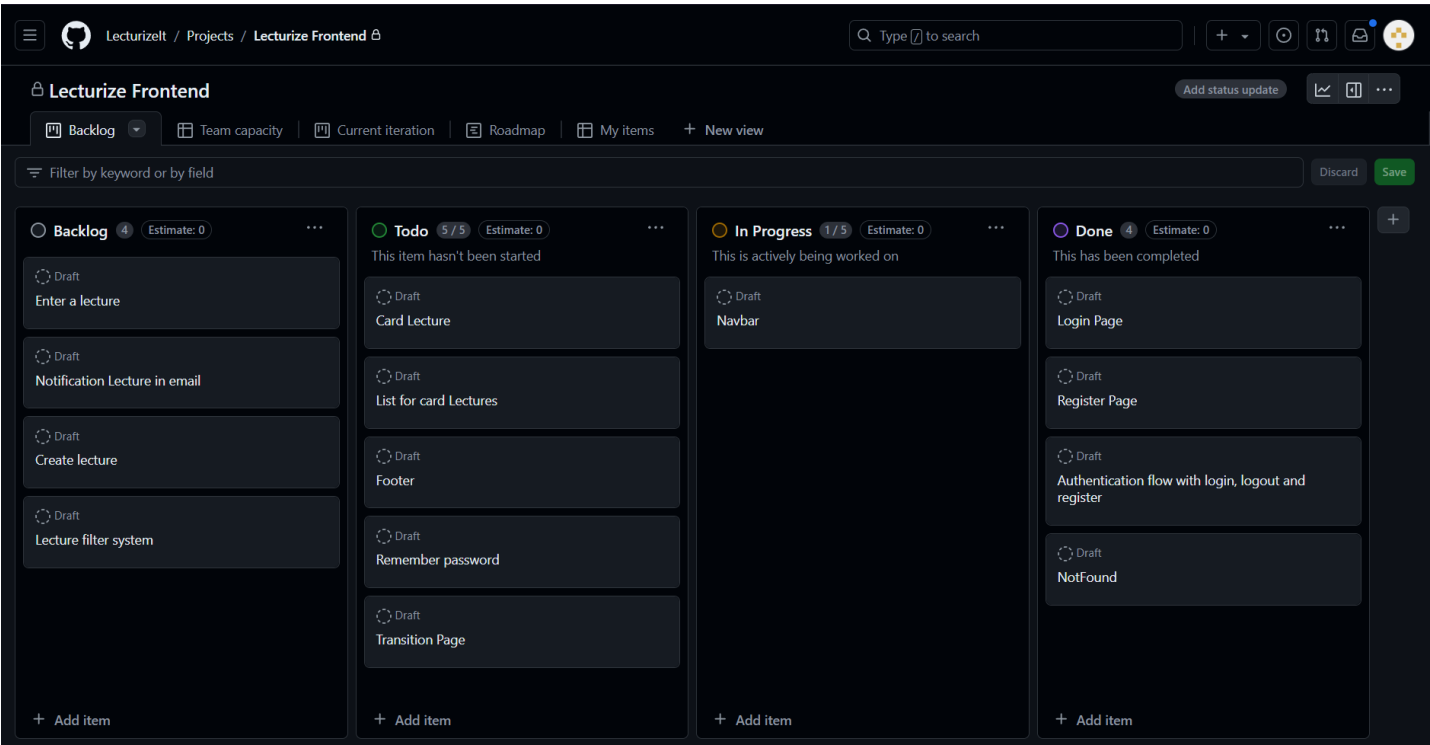 LecturizeIt / Projects / Lecturize Frontend
Type / to search
Lecturize Frontend
Add status update
Backlog
Team capacity
Current iteration
Roadmap
My items
New view
Filter by keyword or by field
Discard
Save
Backlog 4 Estimate: 0
Draft
Enter a lecture
Draft
Notification Lecture in email
Draft
Create lecture
Draft
Lecture filter system
Add item
Todo 5 / 5 Estimate: 0
This item hasn't been started
Draft
Card Lecture
Draft
List for card Lectures
Draft
Footer
Draft
Remember password
Draft
Transition Page
Add item
In Progress 1 / 5 Estimate: 0
This is actively being worked on
Draft
Navbar
Add item
Done 4 Estimate: 0
This has been completed
Draft
Login Page
Draft
Register Page
Draft
Authentication flow with login, logout and
register
Draft
NotFound
Add item